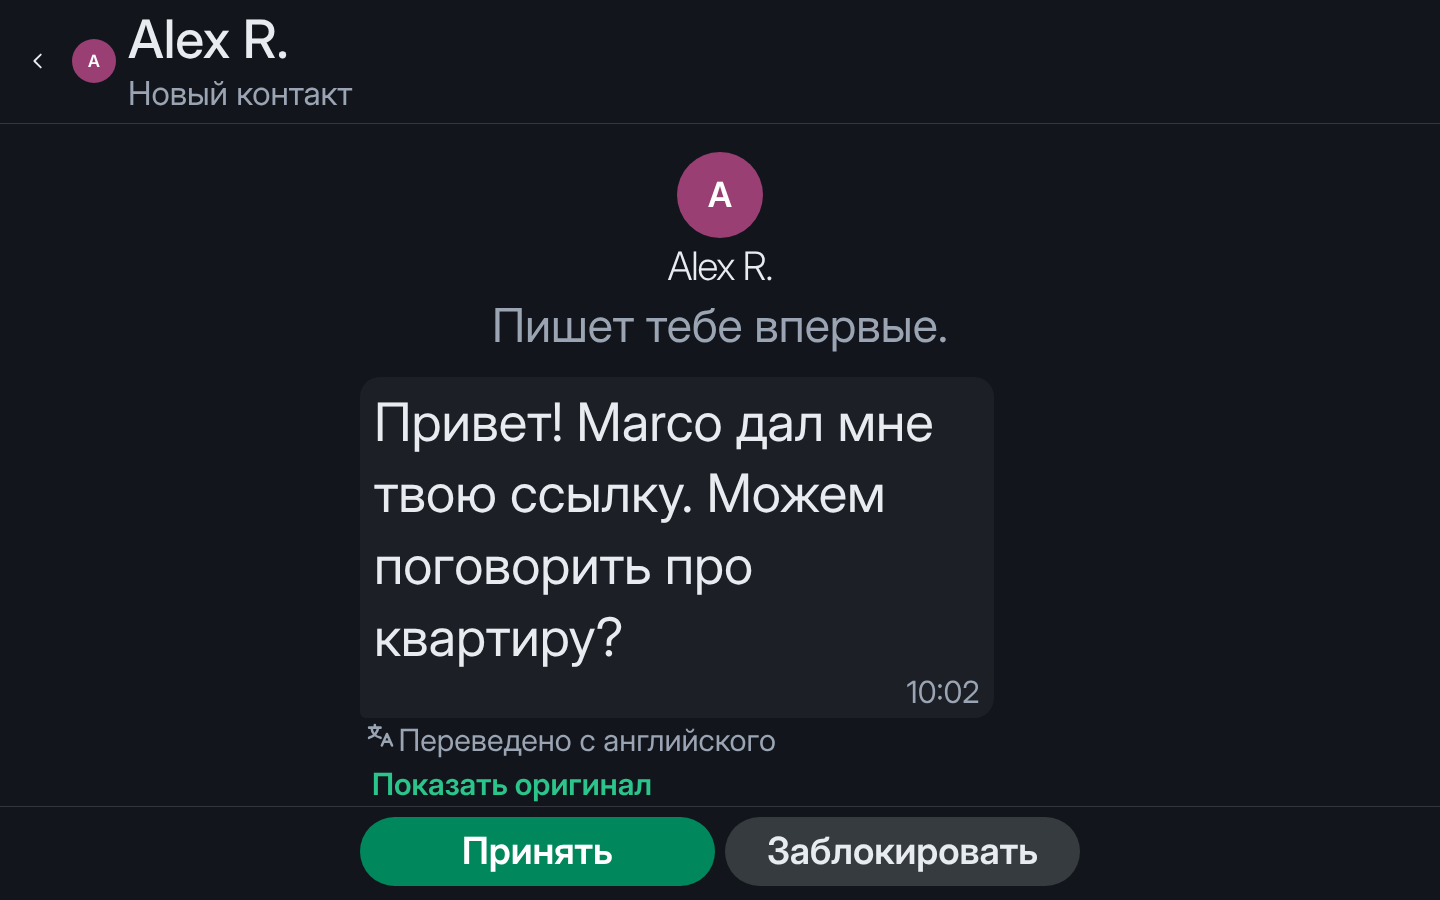 Alex R.
A
Новый контакт
A
Alex R.
Пишет тебе впервые.
Привет! Marco дал мне
твою ссылку. Можем
поговорить про
квартиру?
10:02
Переведено с английского
Показать оригинал
Принять
Заблокировать